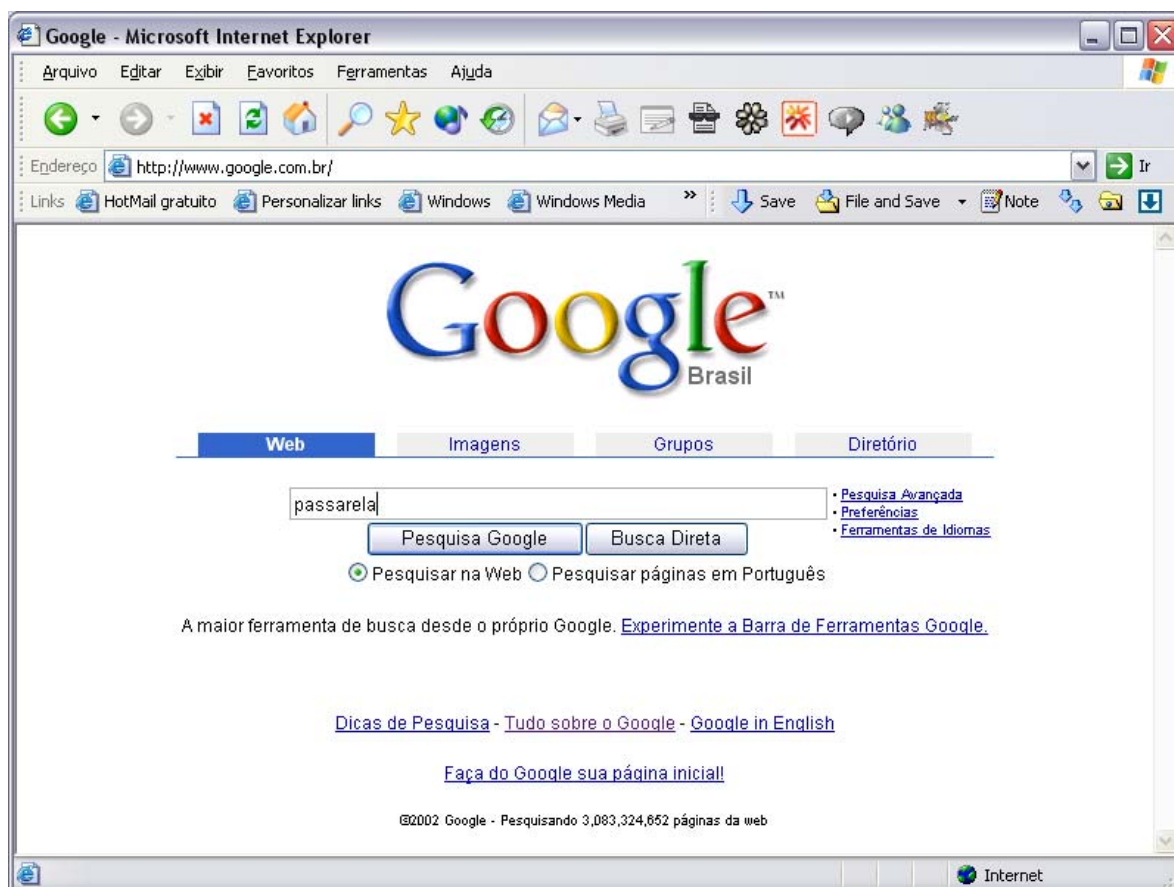 Google - Microsoft Internet Explorer
Arquivo Editar Exibir Favoritos Ferramentas Ajuda
Endereço http://www.google.com.br/ Ir
Links HotMail gratuito Personalizar links Windows Windows Media » Save File and Save Note
Google™
Brasil
Web Imagens Grupos Diretório
passarela
• Pesquisa Avançada
• Preferências
• Ferramentas de Idiomas
Pesquisa Google Busca Direta
Pesquisar na Web Pesquisar páginas em Português
A maior ferramenta de busca desde o próprio Google. Experimente a Barra de Ferramentas Google.
Dicas de Pesquisa - Tudo sobre o Google - Google in English
Faça do Google sua página inicial!
©2002 Google - Pesquisando 3,083,324,652 páginas da web
Internet